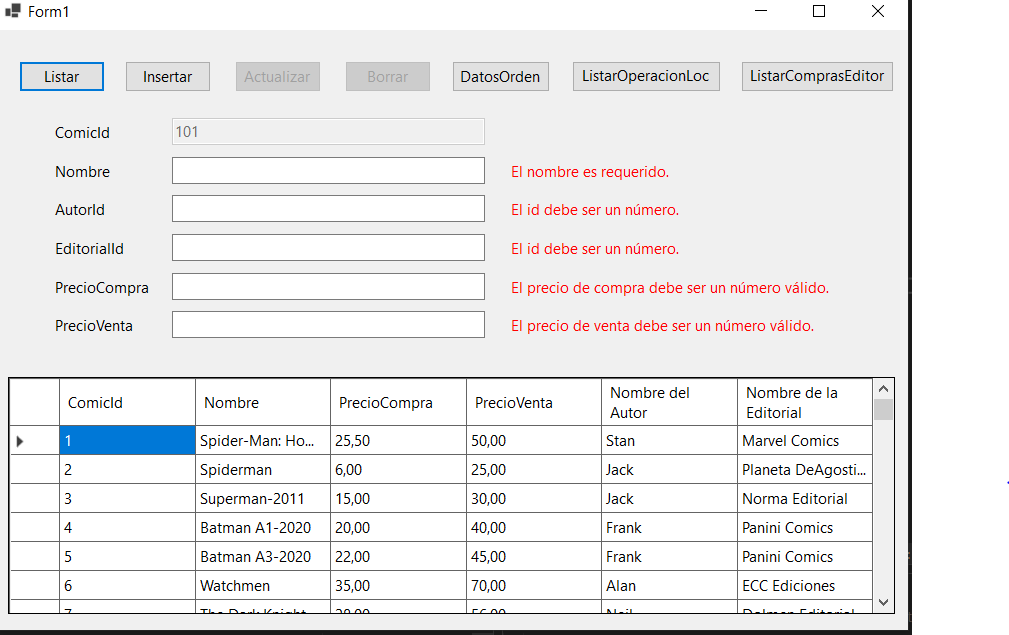 Form1
Listar Insertar Actualizar Borrar DatosOrden ListarOperacionLoc ListarComprasEditor
ComicId 101
Nombre El nombre es requerido.
AutorId El id debe ser un número.
EditorialId El id debe ser un número.
PrecioCompra El precio de compra debe ser un número válido.
PrecioVenta El precio de venta debe ser un número válido.
ComicId Nombre PrecioCompra PrecioVenta Nombre del Autor Nombre de la Editorial
1 Spider-Man: Ho... 25,50 50,00 Stan Marvel Comics
2 Spiderman 6,00 25,00 Jack Planeta DeAgosti...
3 Superman-2011 15,00 30,00 Jack Norma Editorial
4 Batman A1-2020 20,00 40,00 Frank Panini Comics
5 Batman A3-2020 22,00 45,00 Frank Panini Comics
6 Watchmen 35,00 70,00 Alan ECC Ediciones
7 The Dark Knight Neil Editorial